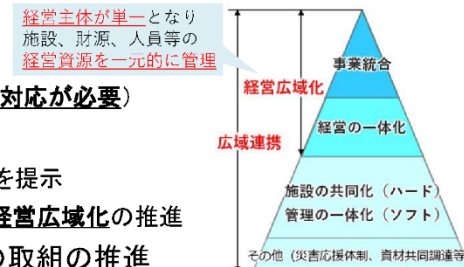 経営主体が単一となり
施設、財源、人員等の
経営資源を一元的に管理
対応が必要）
を提示
経営広域化の推進
の取組の推進
広域連携
経営広域化
事業統合
経営の一体化
施設の共同化（ハード）
管理の一体化（ソフト）
その他（災害応援体制、資材共同調達等